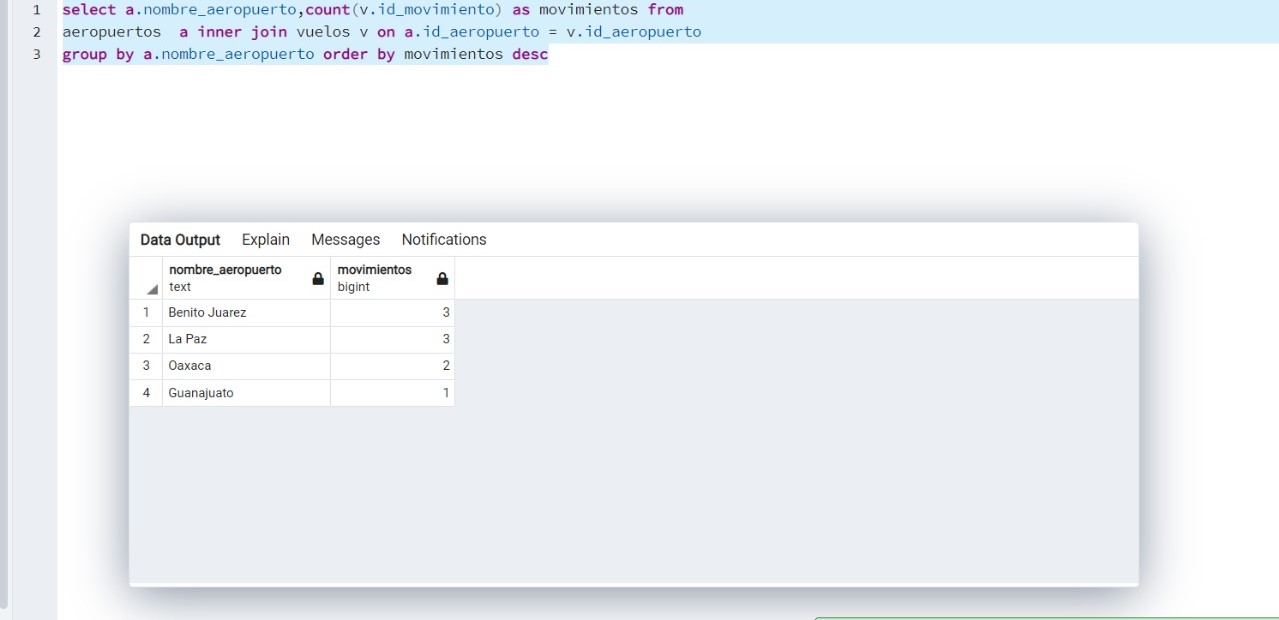 1 select a.nombre_aeropuerto,count(v.id_movimiento) as movimientos from
2 aeropuertos  a inner join vuelos v on a.id_aeropuerto = v.id_aeropuerto
3 group by a.nombre_aeropuerto order by movimientos desc
Data Output Explain Messages Notifications
nombre_aeropuerto movimientos
text bigint
1 Benito Juarez 3
2 La Paz 3
3 Oaxaca 2
4 Guanajuato 1